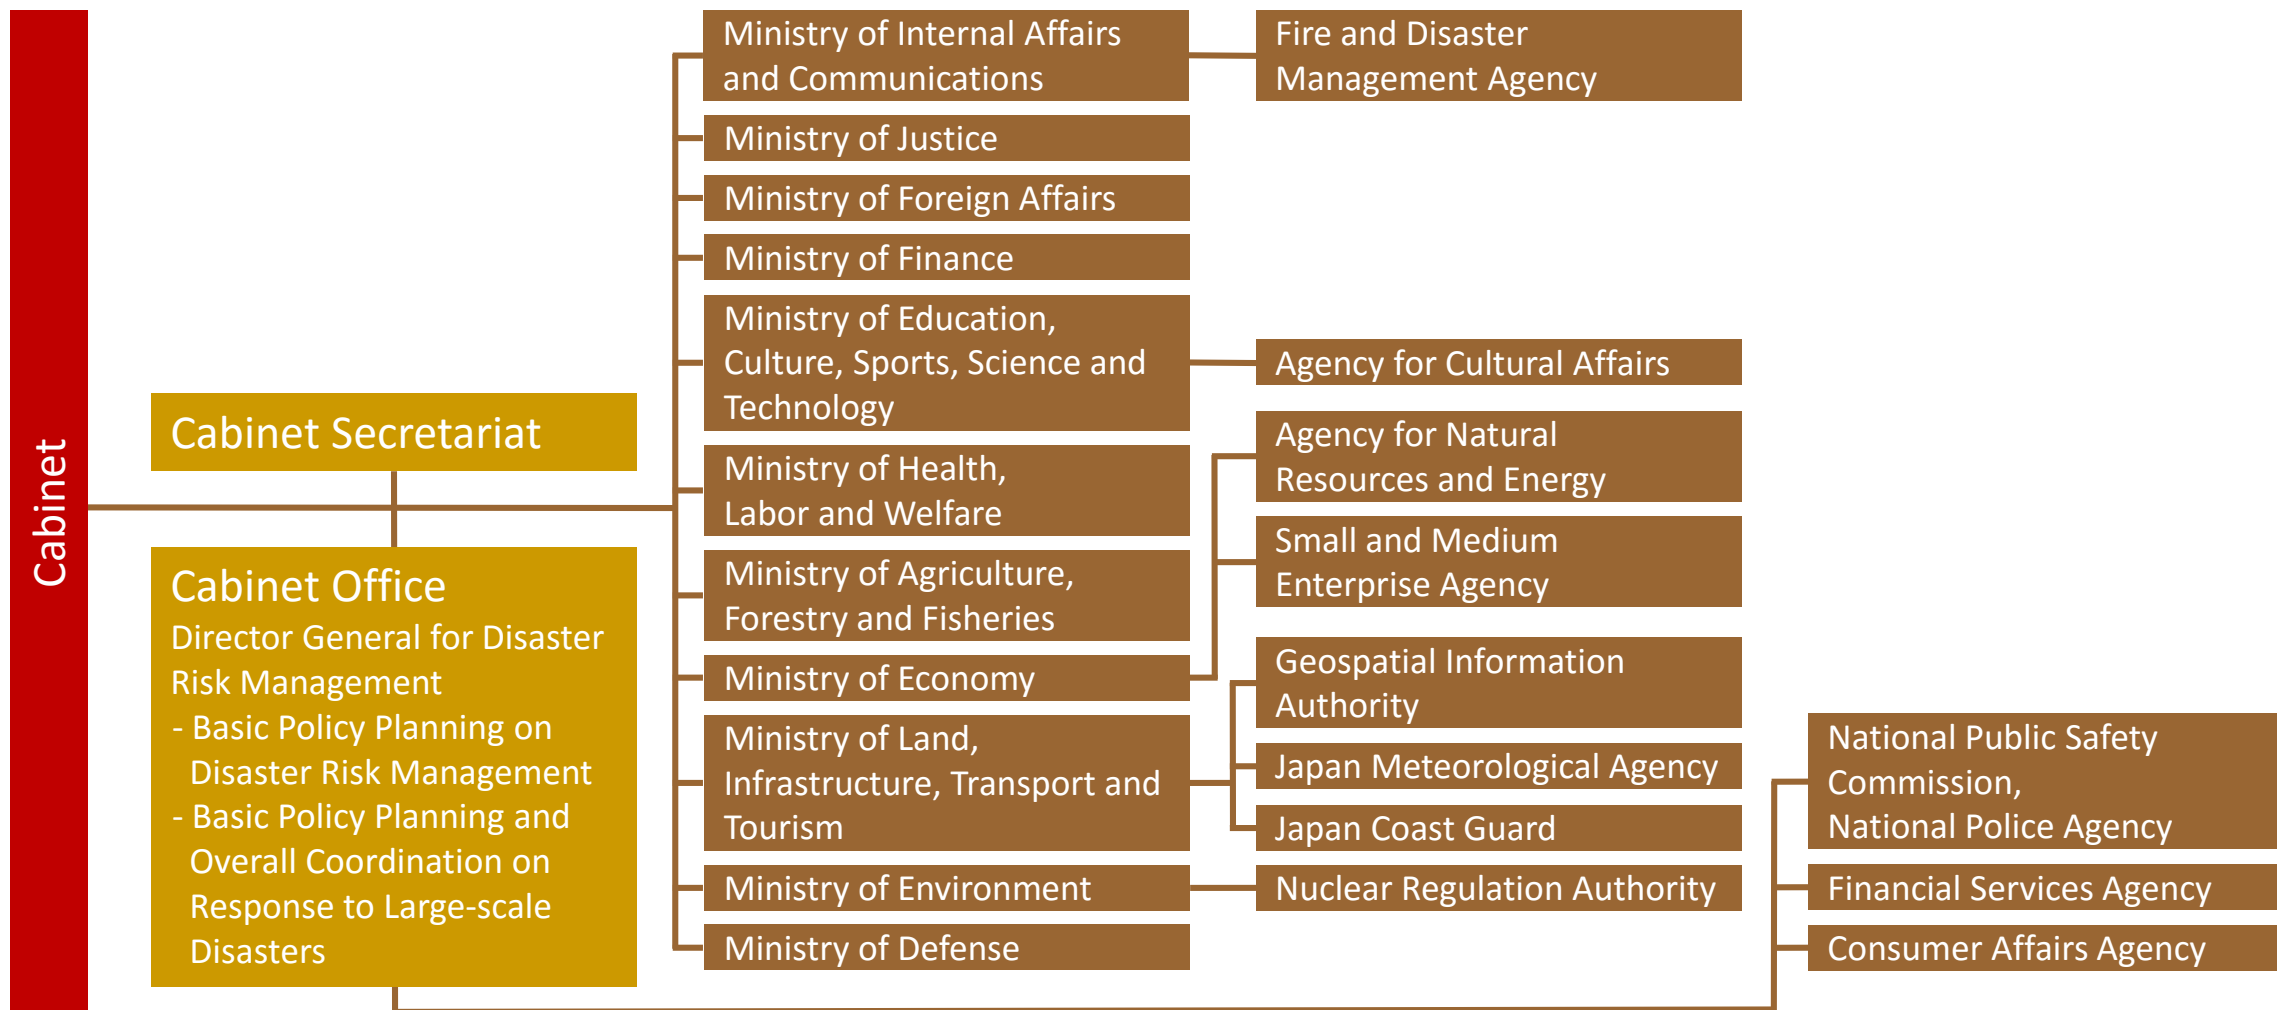 Cabinet
Cabinet Secretariat
Cabinet Office
Director General for Disaster
Risk Management
- Basic Policy Planning on
Disaster Risk Management
- Basic Policy Planning and
Overall Coordination on
Response to Large-scale
Disasters
Ministry of Internal Affairs
and Communications
Ministry of Justice
Ministry of Foreign Affairs
Ministry of Finance
Ministry of Education,
Culture, Sports, Science and
Technology
Ministry of Health,
Labor and Welfare
Ministry of Agriculture,
Forestry and Fisheries
Ministry of Economy
Ministry of Land,
Infrastructure, Transport and
Tourism
Ministry of Environment
Ministry of Defense
Fire and Disaster
Management Agency
Agency for Cultural Affairs
Agency for Natural
Resources and Energy
Small and Medium
Enterprise Agency
Geospatial Information
Authority
Japan Meteorological Agency
Japan Coast Guard
Nuclear Regulation Authority
National Public Safety
Commission,
National Police Agency
Financial Services Agency
Consumer Affairs Agency